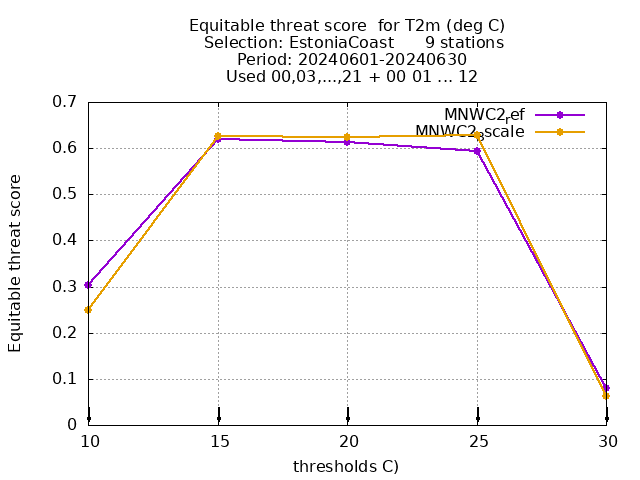 Equitable threat score  for T2m (deg C)
Selection: EstoniaCoast      9 stations
Period: 20240601-20240630
Used 00,03,...,21 + 00 01 ... 12
MNWC2ref
MNWC2sscale
Equitable threat score
0.7
0.6
0.5
0.4
0.3
0.2
0.1
0
10 15 20 25 30
thresholds C)